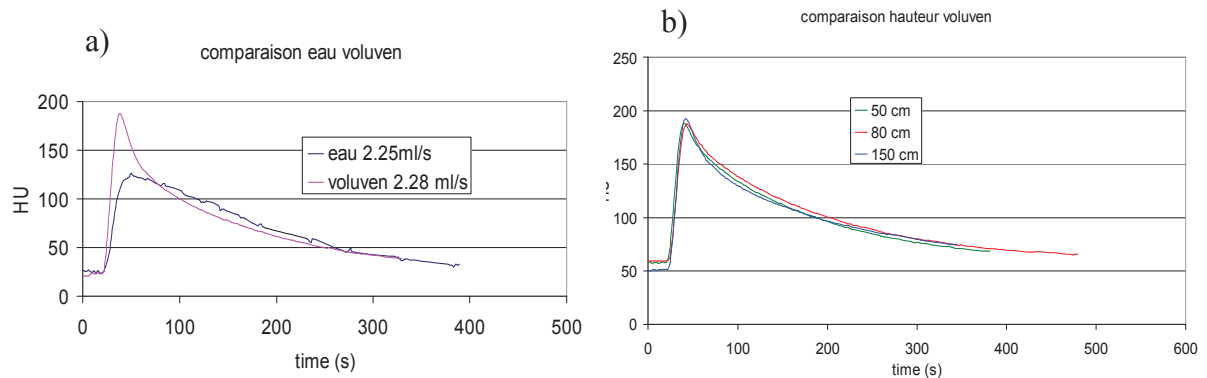 a)
comparaison eau voluven
200
150
100
50
0
HU
eau 2.25ml/s
voluven 2.28 ml/s
0 100 200 300 400 500
time (s)
b)
comparaison hauteur voluven
250
200
150
100
50
0
50 cm
80 cm
150 cm
0 100 200 300 400 500 600
time (s)